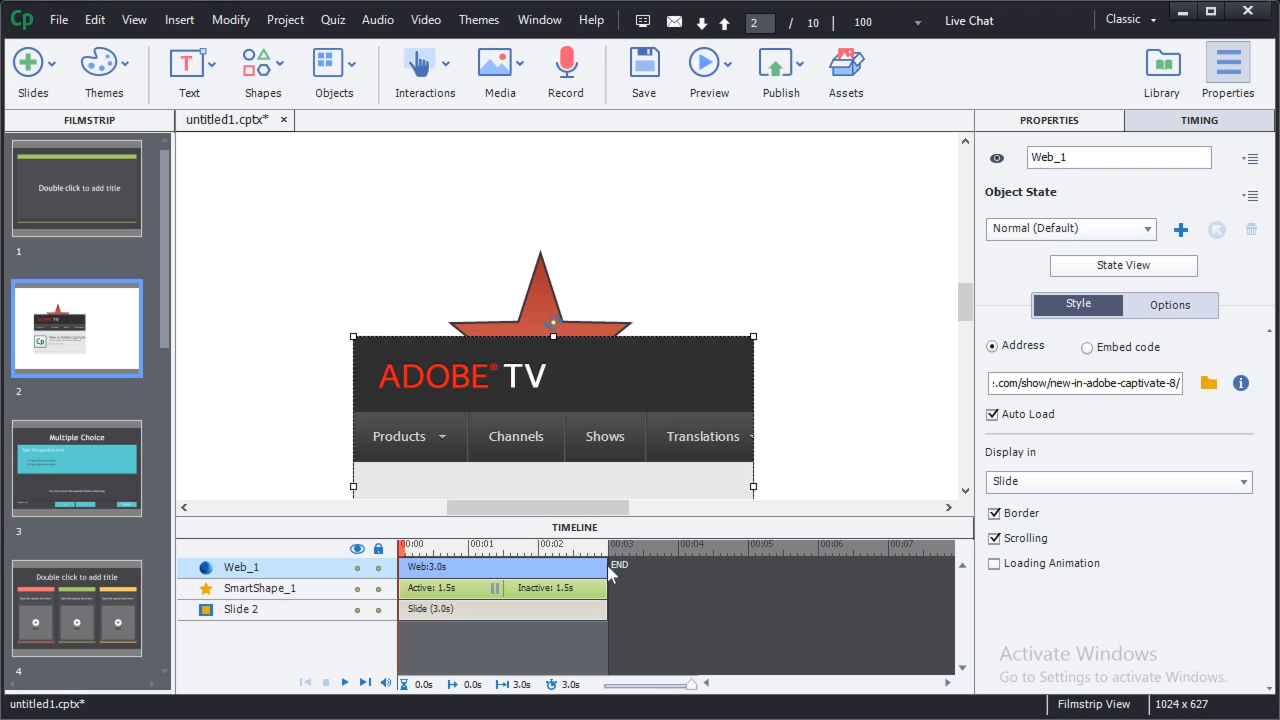 Cp File Edit View Insert Modify Project Quiz Audio Video Themes Window Help 2 / 10 100 Live Chat Classic
Slides Themes Text Shapes Objects Interactions Media Record Save Preview Publish Assets Library Properties
FILMSTRIP
untitled1.cptx* ×
PROPERTIES TIMING
Double click to add title
1
ADOBE TV
Cp
2
Multiple Choice
Type the question here
3
Double click to add title
4
ADOBE® TV
Products Channels Shows Translations
TIMELINE
00:00 00:01 00:02 00:03 00:04 00:05 00:06 00:07
Web_1 Web:3.0s END
SmartShape_1 Active: 1.5s Inactive: 1.5s
Slide 2 Slide (3.0s)
0.0s 0.0s 3.0s 3.0s
Web_1
Object State
Normal (Default)
State View
Style Options
Address Embed code
:.com/show/new-in-adobe-captivate-8/
Auto Load
Display in
Slide
Border
Scrolling
Loading Animation
Activate Windows
Go to Settings to activate Windows.
untitled1.cptx* Filmstrip View 1024 x 627